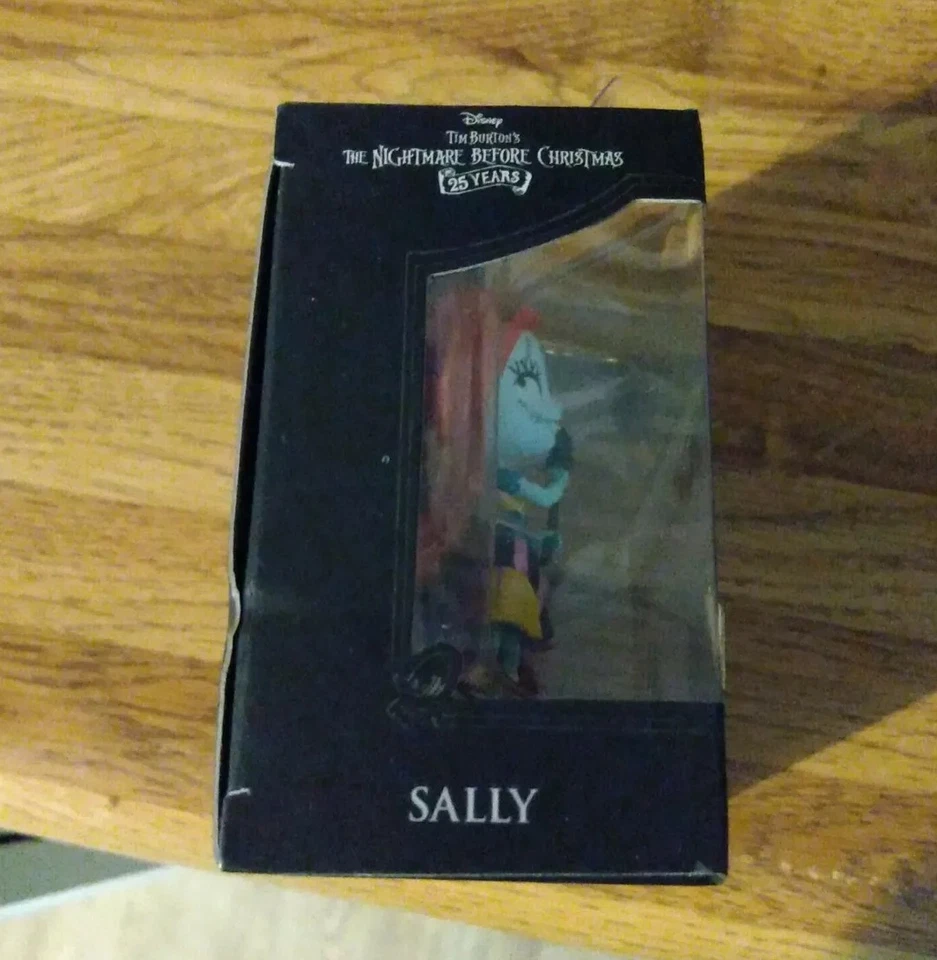 Disney
TIM BURTON'S
THE NIGHTMARE BEFORE CHRISTMAS
25 YEARS
SALLY